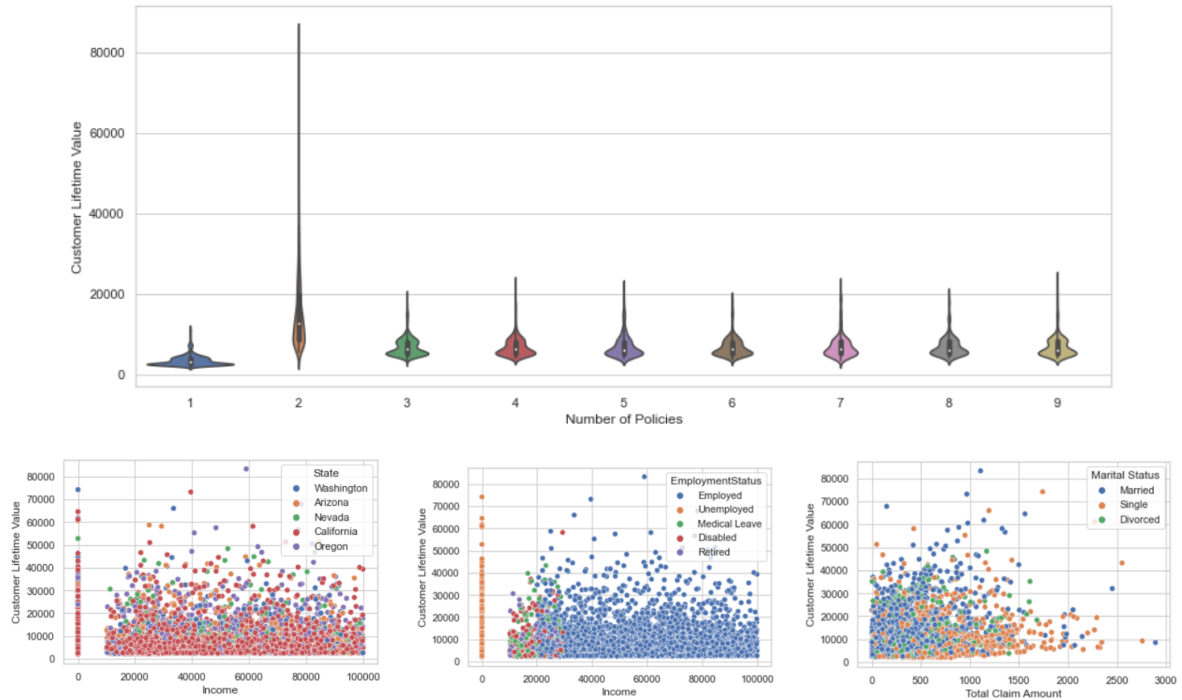 80000
60000
40000
20000
0
Customer Lifetime Value
1 2 3 4 5 6 7 8 9
Number of Policies
80000
70000
60000
50000
40000
30000
20000
10000
0
Customer Lifetime Value
State
Washington
Arizona
Nevada
California
Oregon
0 20000 40000 60000 80000 100000
Income
80000
70000
60000
50000
40000
30000
20000
10000
0
Customer Lifetime Value
EmploymentStatus
Employed
Unemployed
Medical Leave
Disabled
Retired
0 20000 40000 60000 80000 100000
Income
80000
70000
60000
50000
40000
30000
20000
10000
0
Customer Lifetime Value
Marital Status
Married
Single
Divorced
0 500 1000 1500 2000 2500 3000
Total Claim Amount